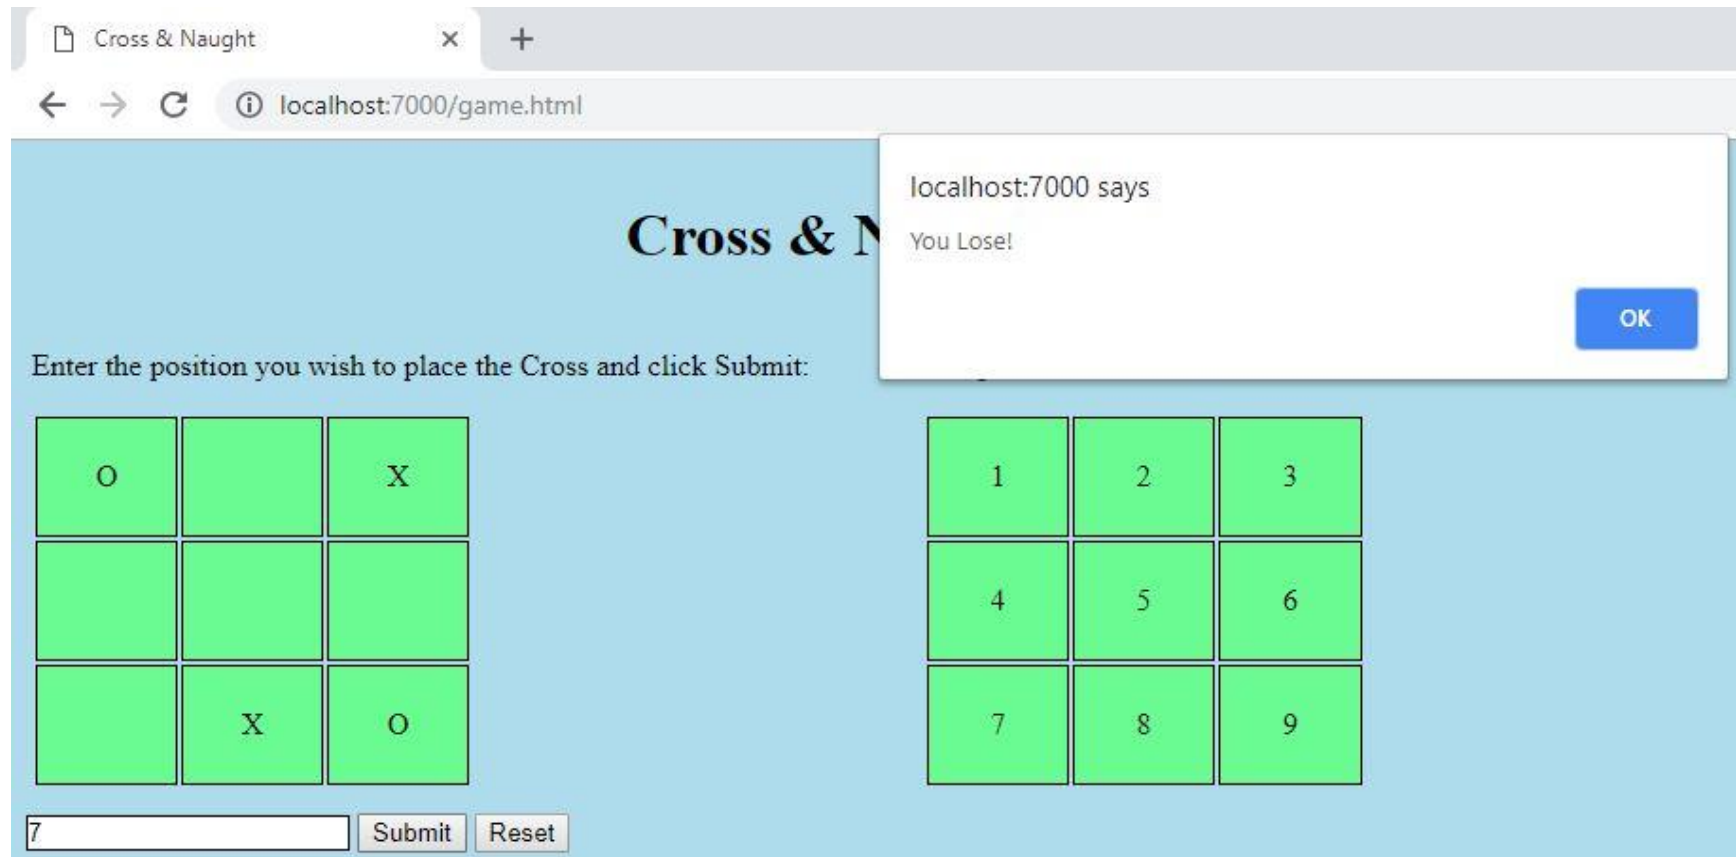 Cross & Naught
localhost:7000/game.html
localhost:7000 says
You Lose!
OK
Cross &
Enter the position you wish to place the Cross and click Submit:
O X
X O
1 2 3
4 5 6
7 8 9
7 Submit Reset